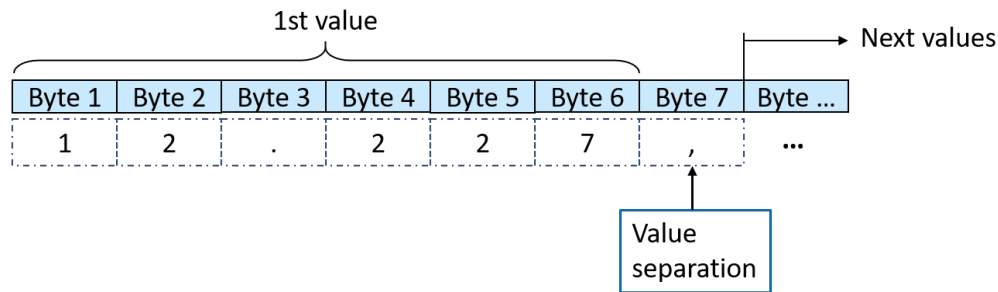 1st value
Next values
Byte 1 Byte 2 Byte 3 Byte 4 Byte 5 Byte 6 Byte 7 Byte ...
1 2 . 2 2 7 , ...
Value
separation